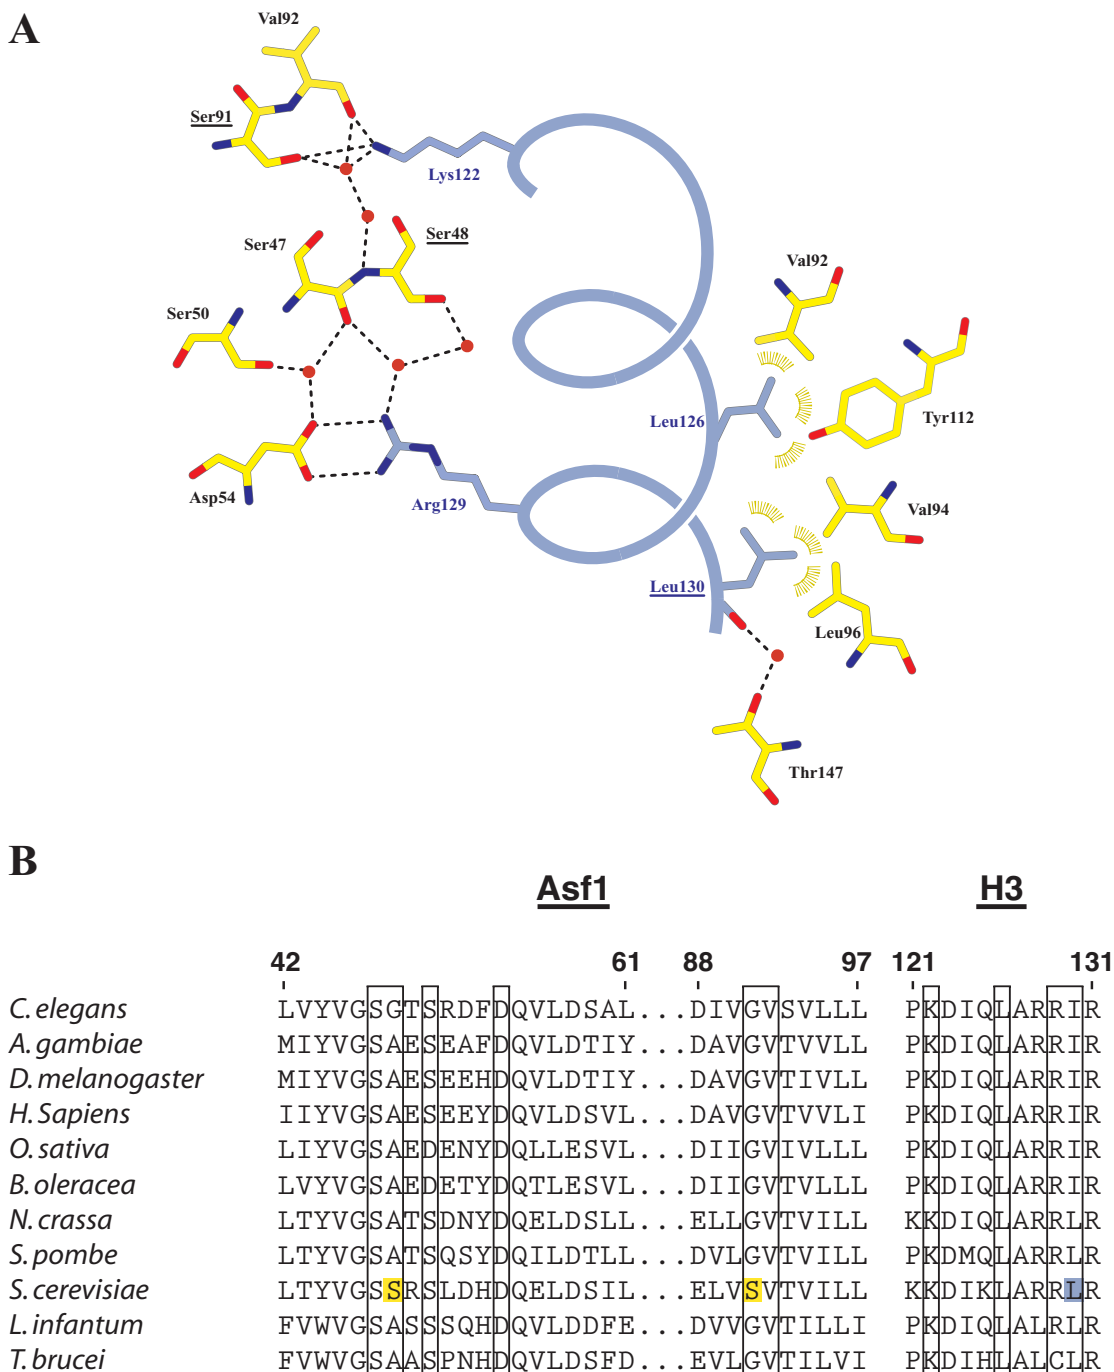 A
Val92
Ser91
Lys122
Ser47
Ser48
Val92
Ser50
Tyr112
Leu126
Asp54
Arg129
Val94
Leu130
Leu96
Thr147
B
Asf1 H3
42 61 88 97 121 131
C. elegans LVYVGSGTSRDFDQVLDSAL...DIVGVSVLLL PKDIQLARRIR
A. gambiae MIYVGSAESEAFDQVLDTIY...DAVGVTVVLL PKDIQLARRIR
D. melanogaster MIYVGSAESEEHDQVLDTIY...DAVGVTIVLL PKDIQLARRIR
H. Sapiens IIYVGSAESEEYDQVLDSVL...DAVGVTVVLI PKDIQLARRIR
O. sativa LIYVGSAEDENYDQLLESVL...DIIGVIVLLL PKDIQLARRIR
B. oleracea LVYVGSAEDETYDQTLESVL...DIIGVTVLLL PKDIQLARRIR
N. crassa LTYVGSATSDNYDQELDSLL...ELLGVTVILL KKDIQLARRLR
S. pombe LTYVGSATSQSYDQILDTLL...DVLGVTVILL PKDMQLARRLR
S. cerevisiae LTYVGSSRSLDHDQELDSIL...ELVSVTVILL KKDIKLARRLR
L. infantum FVWVGSASSSQHDQVLDDFE...DVVGVTILLI PKDIQLALRLR
T. brucei FVWVGSAASPNHDQVLDSFD...EVLGVTILVI PKDIHLALCLR